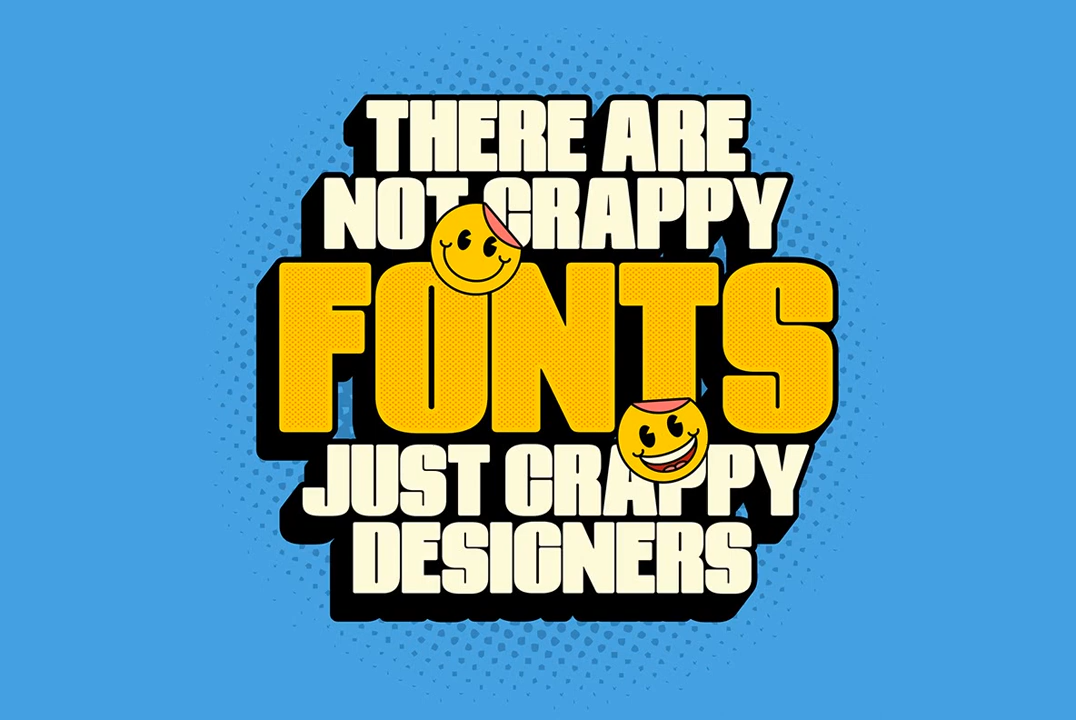 THERE ARE
NOT CRAPPY
FONTS
JUST CRAPPY
DESIGNERS